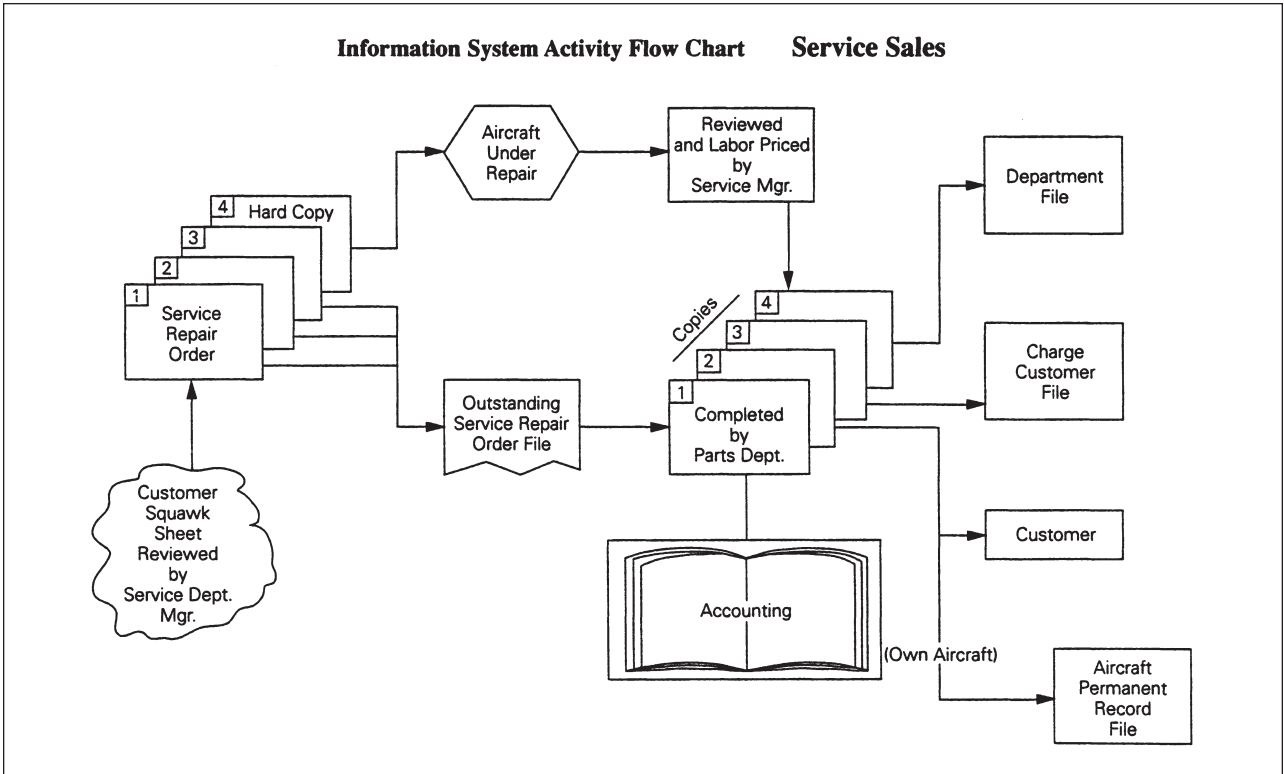 Information System Activity Flow Chart Service Sales
Aircraft
Under
Repair
Reviewed
and Labor Priced
by
Service Mgr.
Department
File
4 Hard Copy
3
2
1
Service
Repair
Order
Copies
4
3
2
1
Completed
by
Parts Dept.
Charge
Customer
File
Outstanding
Service Repair
Order File
Customer
Squawk
Sheet
Reviewed
by
Service Dept.
Mgr.
Customer
Accounting
(Own Aircraft)
Aircraft
Permanent
Record
File